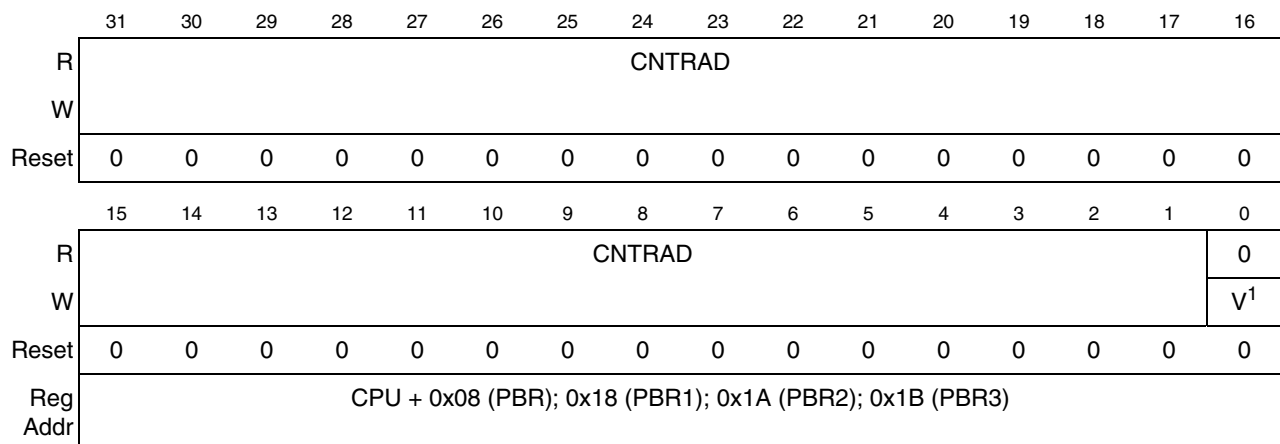 31 30 29 28 27 26 25 24 23 22 21 20 19 18 17 16
R CNTRAD
W
Reset 0 0 0 0 0 0 0 0 0 0 0 0 0 0 0 0
15 14 13 12 11 10 9 8 7 6 5 4 3 2 1 0
R CNTRAD 0
W V1
Reset 0 0 0 0 0 0 0 0 0 0 0 0 0 0 0 0
Reg CPU + 0x08 (PBR); 0x18 (PBR1); 0x1A (PBR2); 0x1B (PBR3)
Addr